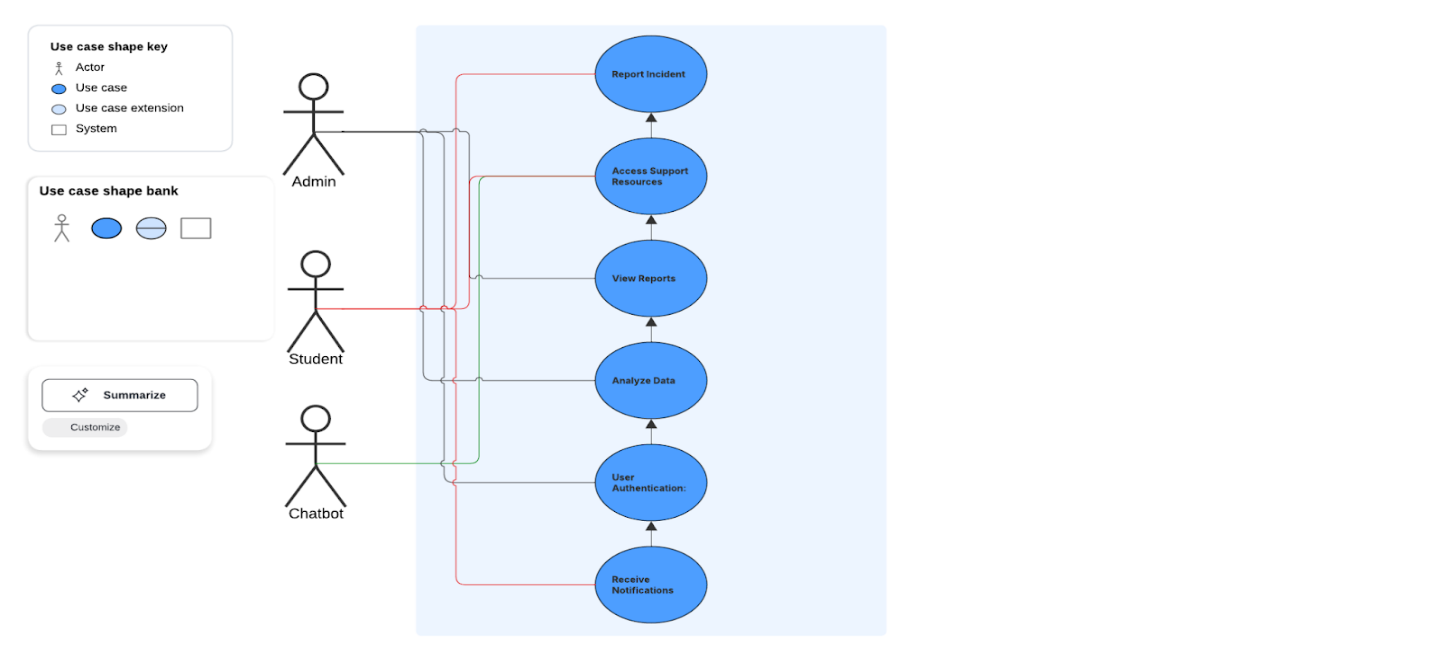 Use case shape key
Actor
Use case
Use case extension
System
Use case shape bank
Summarize
Customize
Admin
Student
Chatbot
Report Incident
Access Support
Resources
View Reports
Analyze Data
User
Authentication:
Receive
Notifications